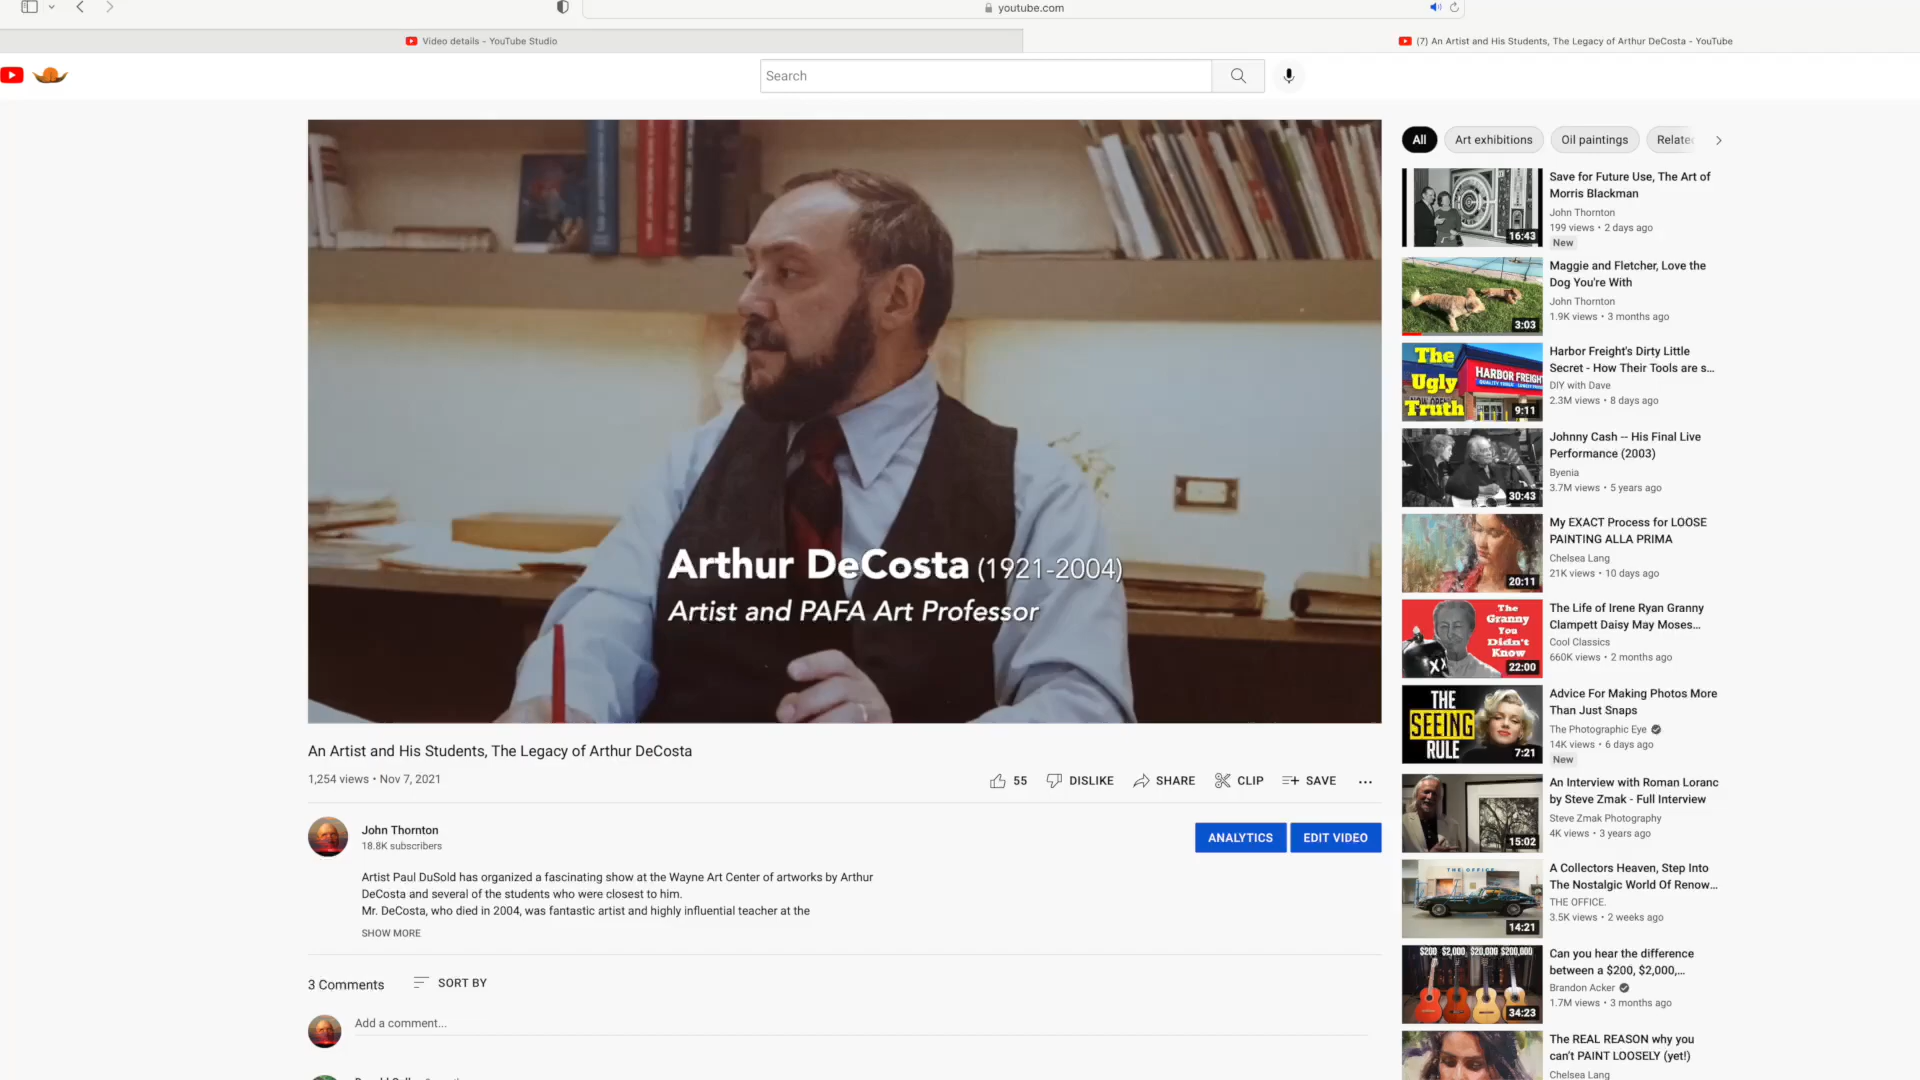 youtube.com
Video details - YouTube Studio
(7) An Artist and His Students, The Legacy of Arthur DeCosta - YouTube
Search
Arthur DeCosta (1921-2004)
Artist and PAFA Art Professor
An Artist and His Students, The Legacy of Arthur DeCosta
1,254 views • Nov 7, 2021
55
DISLIKE
SHARE
CLIP
SAVE
John Thornton
18.8K subscribers
ANALYTICS
EDIT VIDEO
Artist Paul DuSold has organized a fascinating show at the Wayne Art Center of artworks by Arthur
DeCosta and several of the students who were closest to him.
Mr. DeCosta, who died in 2004, was fantastic artist and highly influential teacher at the
SHOW MORE
3 Comments
SORT BY
Add a comment...
All
Art exhibitions
Oil paintings
16:43
Save for Future Use, The Art of
Morris Blackman
John Thornton
199 views • 2 days ago
New
3:03
Maggie and Fletcher, Love the
Dog You're With
John Thornton
1.9K views • 3 months ago
The
Ugly
Truth
HARBOR FREIGH
9:11
Harbor Freight's Dirty Little
Secret - How Their Tools are s...
DIY with Dave
2.3M views • 8 days ago
30:43
Johnny Cash -- His Final Live
Performance (2003)
Byenia
3.7M views • 5 years ago
20:11
My EXACT Process for LOOSE
PAINTING ALLA PRIMA
Chelsea Lang
21K views • 10 days ago
The
Granny
You
Didn't
Know
22:00
The Life of Irene Ryan Granny
Clampett Daisy May Moses...
Cool Classics
660K views • 2 months ago
THE
SEEING
RULE
7:21
Advice For Making Photos More
Than Just Snaps
The Photographic Eye
14K views • 6 days ago
New
15:02
An Interview with Roman Loranc
by Steve Zmak - Full Interview
Steve Zmak Photography
4K views • 3 years ago
THE OFFICE
14:21
A Collectors Heaven, Step Into
The Nostalgic World Of Renow...
THE OFFICE.
3.5K views • 2 weeks ago
$200 $2,000 $20,000 $200,000
34:23
Can you hear the difference
between a $200, $2,000,...
Brandon Acker
1.7M views • 3 months ago
The REAL REASON why you
can't PAINT LOOSELY (yet!)
Chelsea Lang